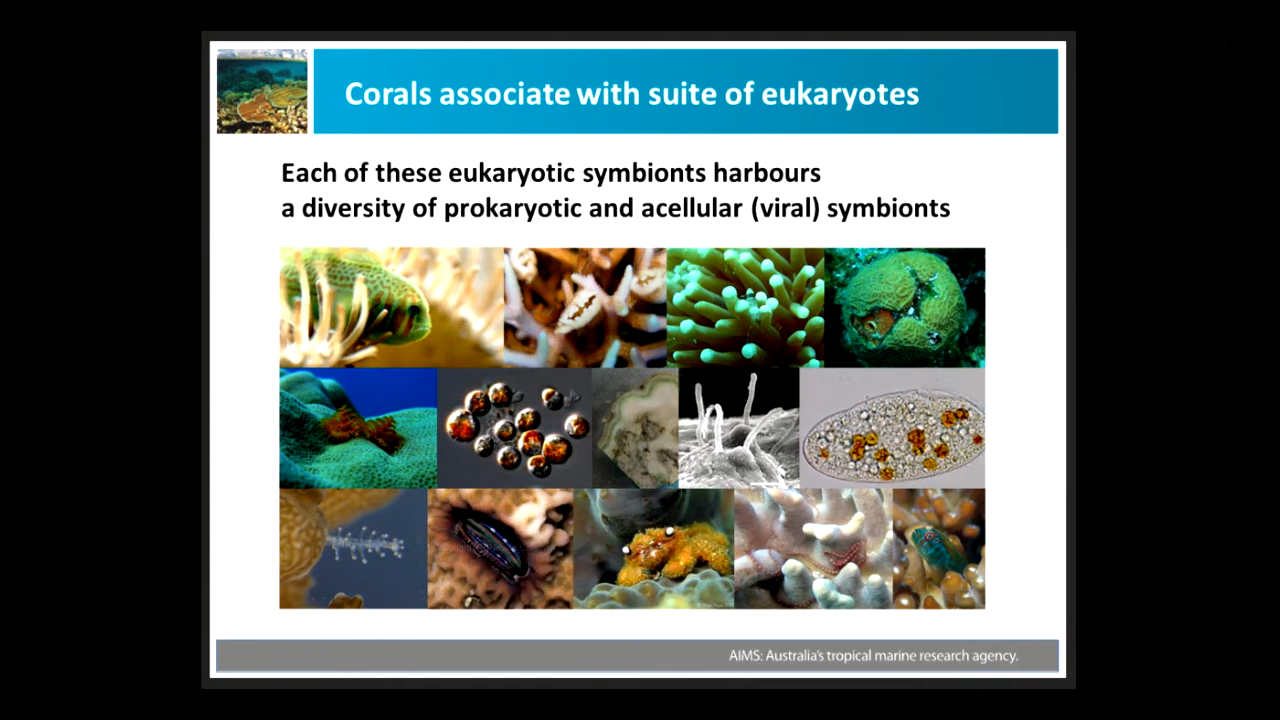 Corals associate with suite of eukaryotes
Each of these eukaryotic symbionts harbours
a diversity of prokaryotic and acellular (viral) symbionts
AIMS: Australia's tropical marine research agency.